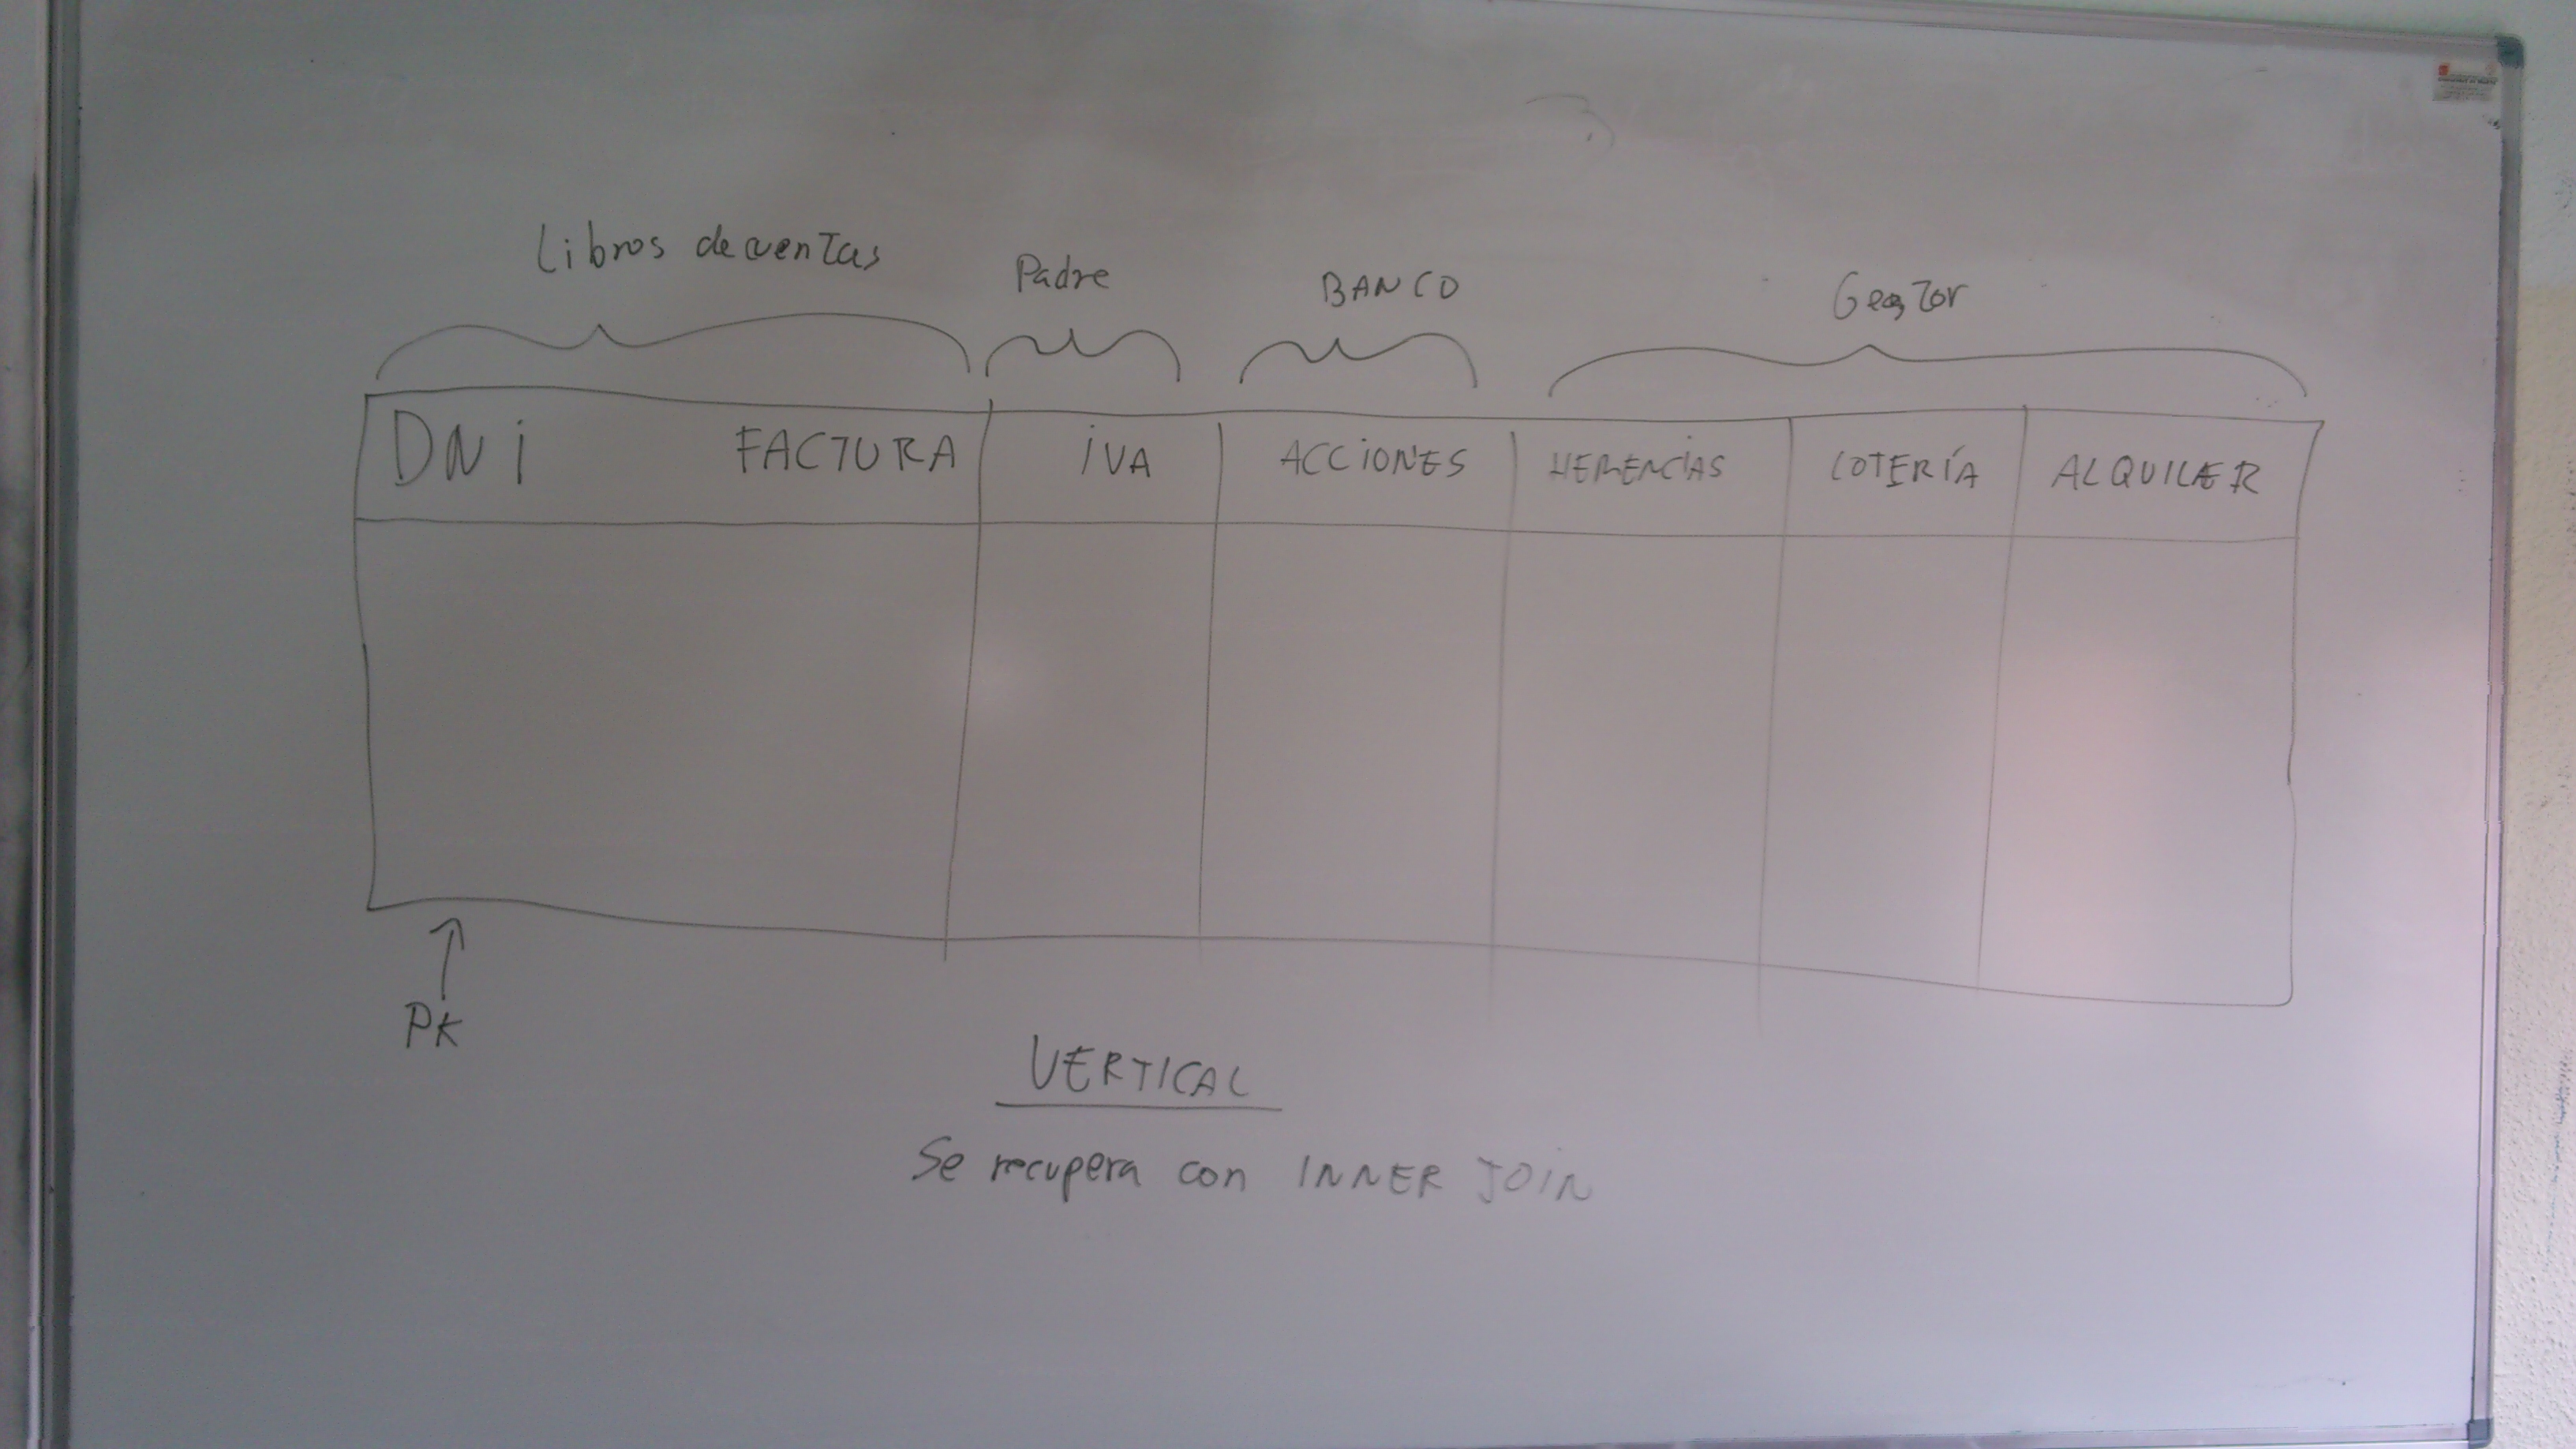 Libros de cuentas Padre BANCO Gestor
DNi FACTURA iVA ACCiONES HERENCiAS LOTERÍA ALQUILER
PK
VERTICAL
Se recupera con INNER JOiN